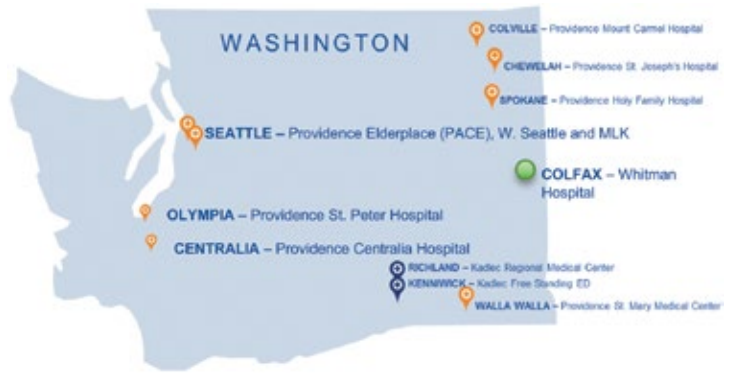 WASHINGTON
COLVILLE – Providence Mount Carmel Hospital
CHEWELAH – Providence St. Joseph's Hospital
SPOKANE – Providence Holy Family Hospital
SEATTLE – Providence Elderplace (PACE), W. Seattle and MLK
COLFAX – Whitman
Hospital
OLYMPIA – Providence St. Peter Hospital
CENTRALIA – Providence Centralia Hospital
RICHLAND – Kadlec Regional Medical Center
KENNIWICK – Kadlec Free Standing ED
WALLA WALLA – Providence St. Mary Medical Center